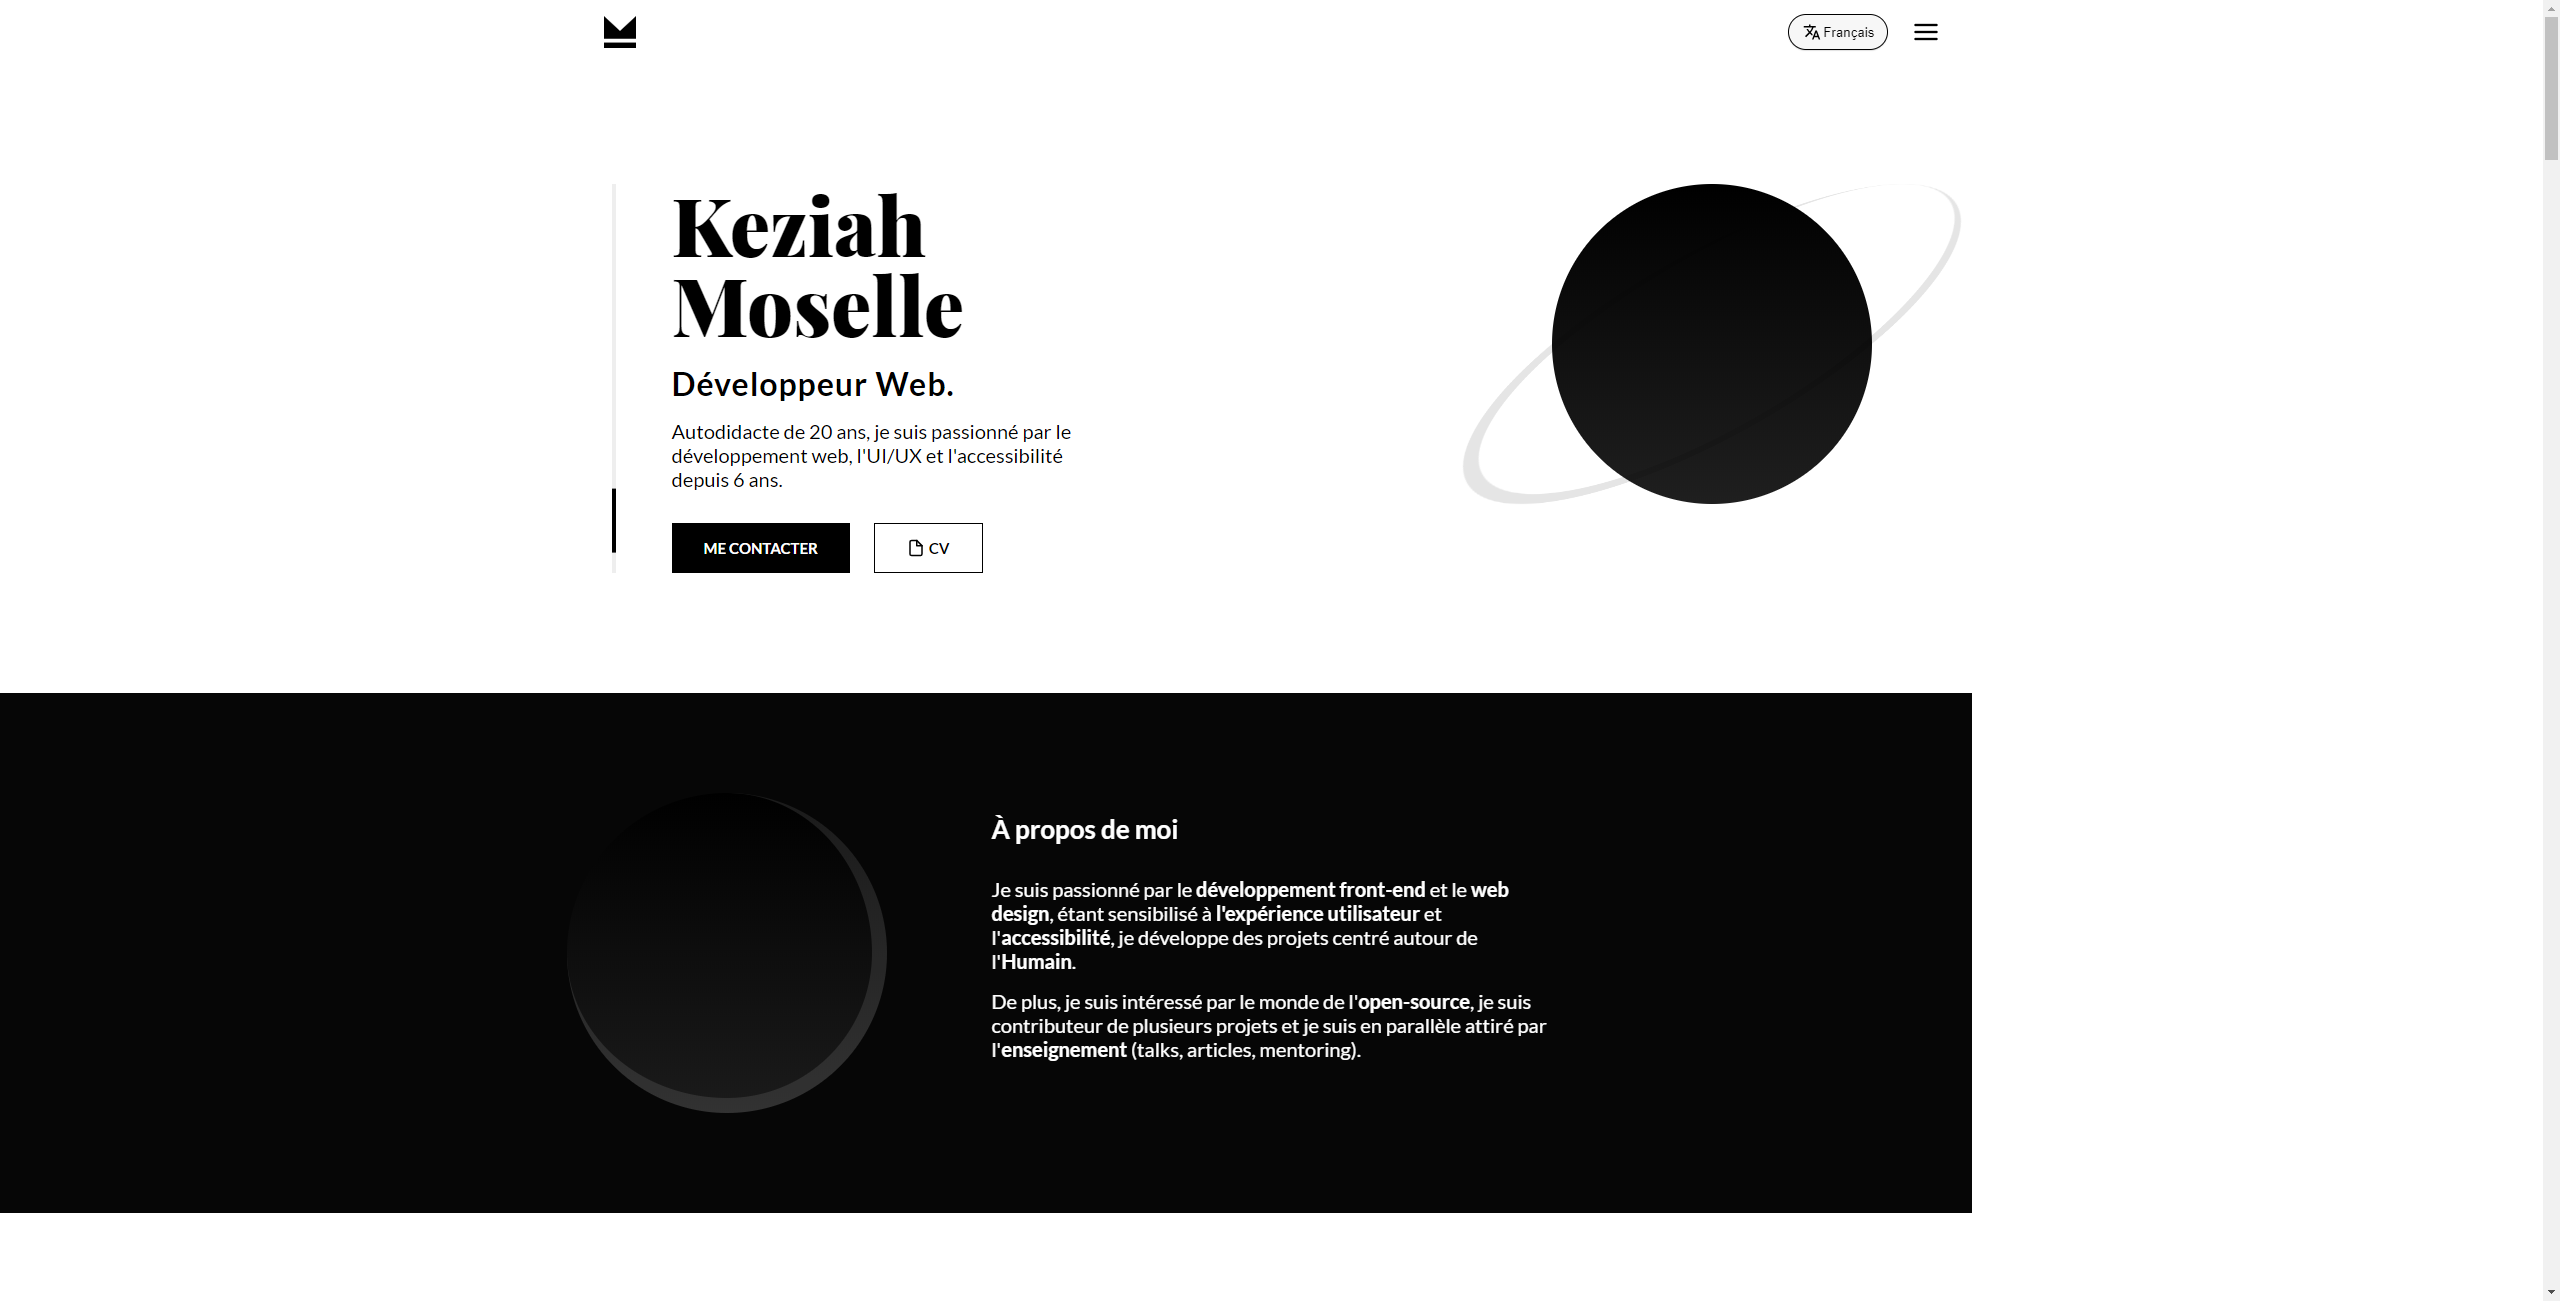 Français
Keziah
Moselle
Développeur Web.
Autodidacte de 20 ans, je suis passionné par le
développement web, l'UI/UX et l'accessibilité
depuis 6 ans.
ME CONTACTER
CV
À propos de moi
Je suis passionné par le développement front-end et le web
design, étant sensibilisé à l'expérience utilisateur et
l'accessibilité, je développe des projets centré autour de
l'Humain.
De plus, je suis intéressé par le monde de l'open-source, je suis
contributeur de plusieurs projets et je suis en parallèle attiré par
l'enseignement (talks, articles, mentoring).